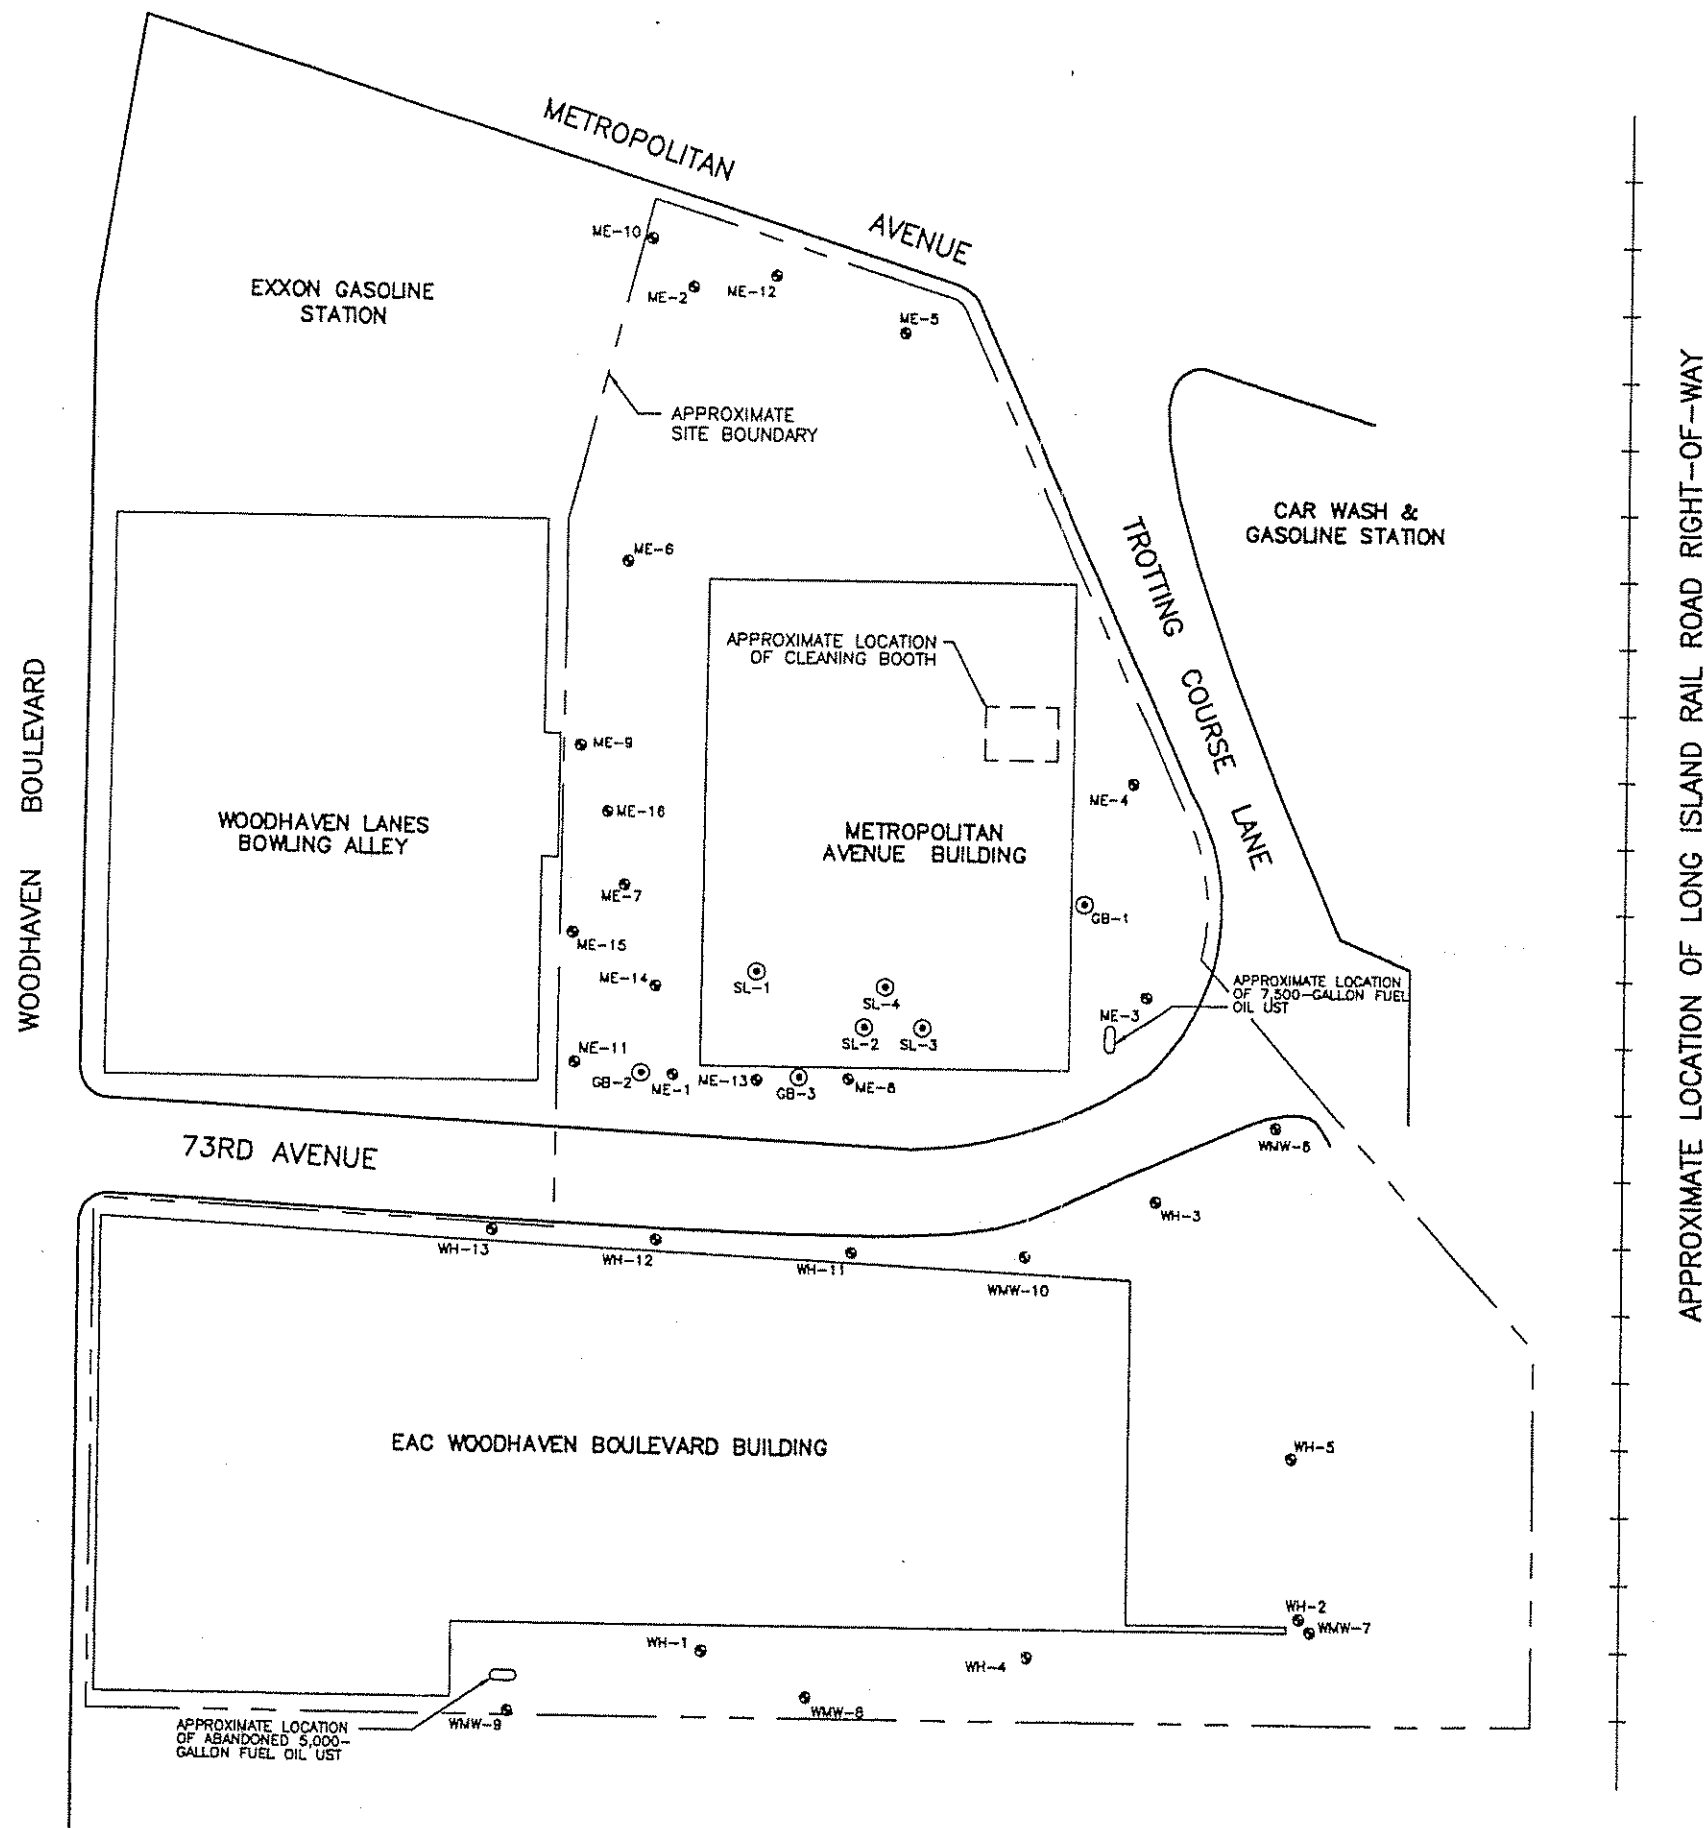 METROPOLITAN
AVENUE
ME-10
ME-2
ME-12
ME-5
EXXON GASOLINE
STATION
APPROXIMATE
SITE BOUNDARY
CAR WASH &
GASOLINE STATION
TROTTING COURSE LANE
ME-6
APPROXIMATE LOCATION
OF CLEANING BOOTH
WOODHAVEN BOULEVARD
ME-9
ME-16
ME-4
WOODHAVEN LANES
BOWLING ALLEY
METROPOLITAN
AVENUE BUILDING
ME-7
GB-1
ME-15
ME-14
SL-1
SL-4
SL-2
SL-3
ME-3
APPROXIMATE LOCATION
OF 7,500-GALLON FUEL
OIL UST
ME-11
GB-2
ME-1
ME-13
GB-3
ME-8
73RD AVENUE
WMW-6
WH-3
WH-13
WH-12
WH-11
WMW-10
EAC WOODHAVEN BOULEVARD BUILDING
WH-5
WH-2
WMW-7
WH-1
WH-4
WMW-9
WMW-8
APPROXIMATE LOCATION
OF ABANDONED 5,000-
GALLON FUEL OIL UST
APPROXIMATE LOCATION OF LONG ISLAND RAIL ROAD RIGHT-OF-WAY